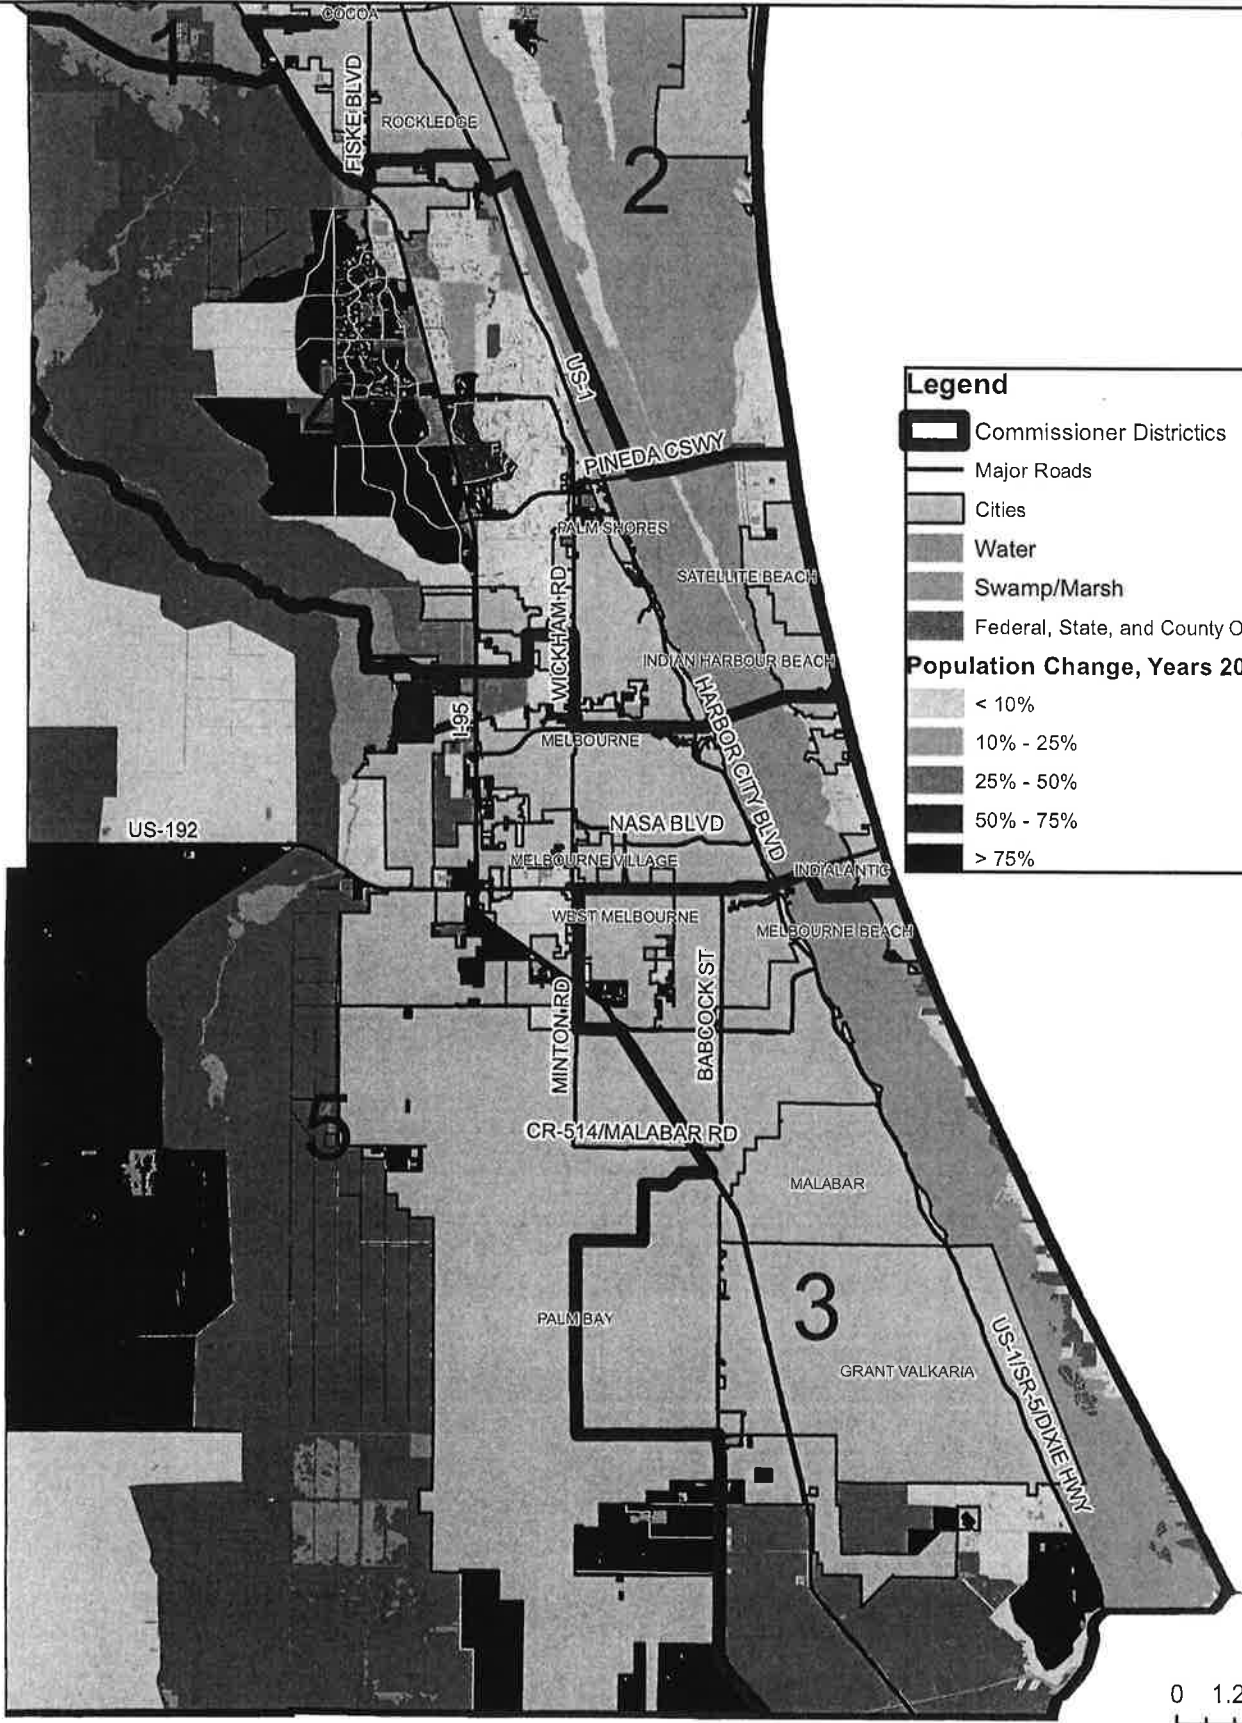 COCOA
1
FISKE BLVD
ROCKLEDGE
2
US-1
4
PINEDA CSWY
PALM SHORES
SATELLITE BEACH
WICKHAM RD
INDIAN HARBOUR BEACH
I-95
HARBOR CITY BLVD
MELBOURNE
US-192
NASA BLVD
MELBOURNE VILLAGE
INDIALANTIC
WEST MELBOURNE
MELBOURNE BEACH
MINTON RD
BABCOCK ST
5
CR-514/MALABAR RD
MALABAR
3
PALM BAY
GRANT VALKARIA
US-1/SR-5/DIXIE HWY
Legend
Commissioner Districtics
Major Roads
Cities
Water
Swamp/Marsh
Federal, State, and County O
Population Change, Years 20
< 10%
10% - 25%
25% - 50%
50% - 75%
> 75%
0 1.2